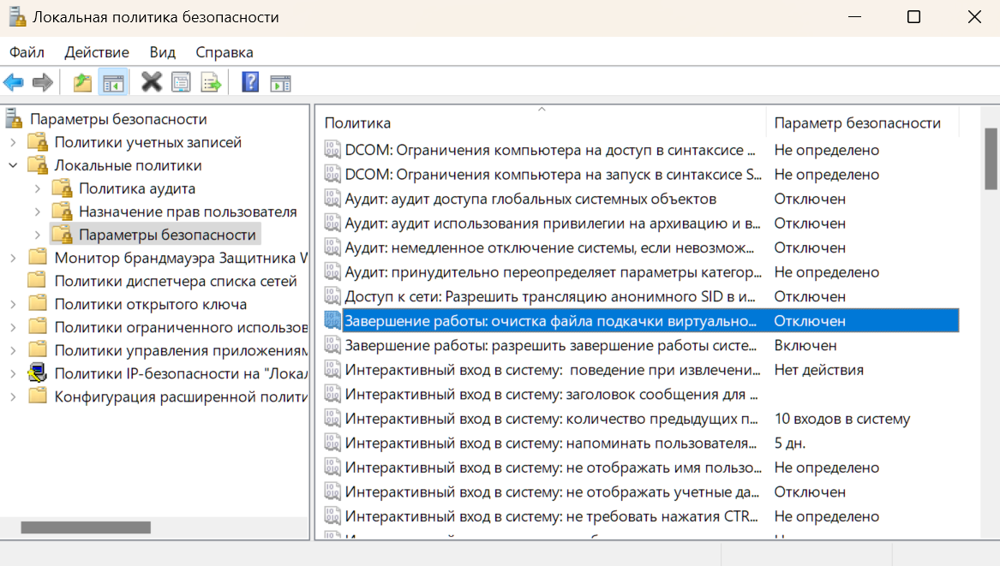 Локальная политика безопасности
Файл Действие Вид Справка
Параметры безопасности
Политики учетных записей
Локальные политики
Политика аудита
Назначение прав пользователя
Параметры безопасности
Монитор брандмауэра Защитника W
Политики диспетчера списка сетей
Политики открытого ключа
Политики ограниченного использов
Политики управления приложениям
Политики IP-безопасности на "Локал
Конфигурация расширенной полити
Политика Параметр безопасности
DCOM: Ограничения компьютера на доступ в синтаксисе ... Не определено
DCOM: Ограничения компьютера на запуск в синтаксисе S... Не определено
Аудит: аудит доступа глобальных системных объектов Отключен
Аудит: аудит использования привилегии на архивацию и в... Отключен
Аудит: немедленное отключение системы, если невозмож... Отключен
Аудит: принудительно переопределяет параметры категор... Не определено
Доступ к сети: Разрешить трансляцию анонимного SID в и... Отключен
Завершение работы: очистка файла подкачки виртуально... Отключен
Завершение работы: разрешить завершение работы систе... Включен
Интерактивный вход в систему:  поведение при извлечени... Нет действия
Интерактивный вход в систему: заголовок сообщения для ...
Интерактивный вход в систему: количество предыдущих п... 10 входов в систему
Интерактивный вход в систему: напоминать пользователя... 5 дн.
Интерактивный вход в систему: не отображать имя пользо... Не определено
Интерактивный вход в систему: не отображать учетные да... Отключен
Интерактивный вход в систему: не требовать нажатия CTR... Не определено